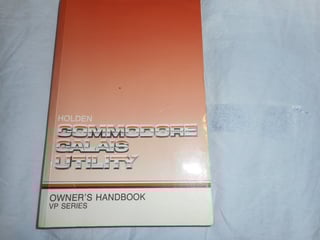 HOLDEN
COMMODORE
CALAIS
UTILITY
OWNER'S HANDBOOK
VP SERIES